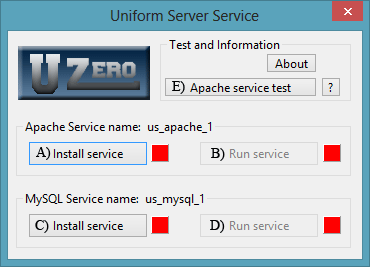 Uniform Server Service
U ZERO
Test and Information
About
E) Apache service test ?
Apache Service name: us_apache_1
A) Install service B) Run service
MySQL Service name: us_mysql_1
C) Install service D) Run service